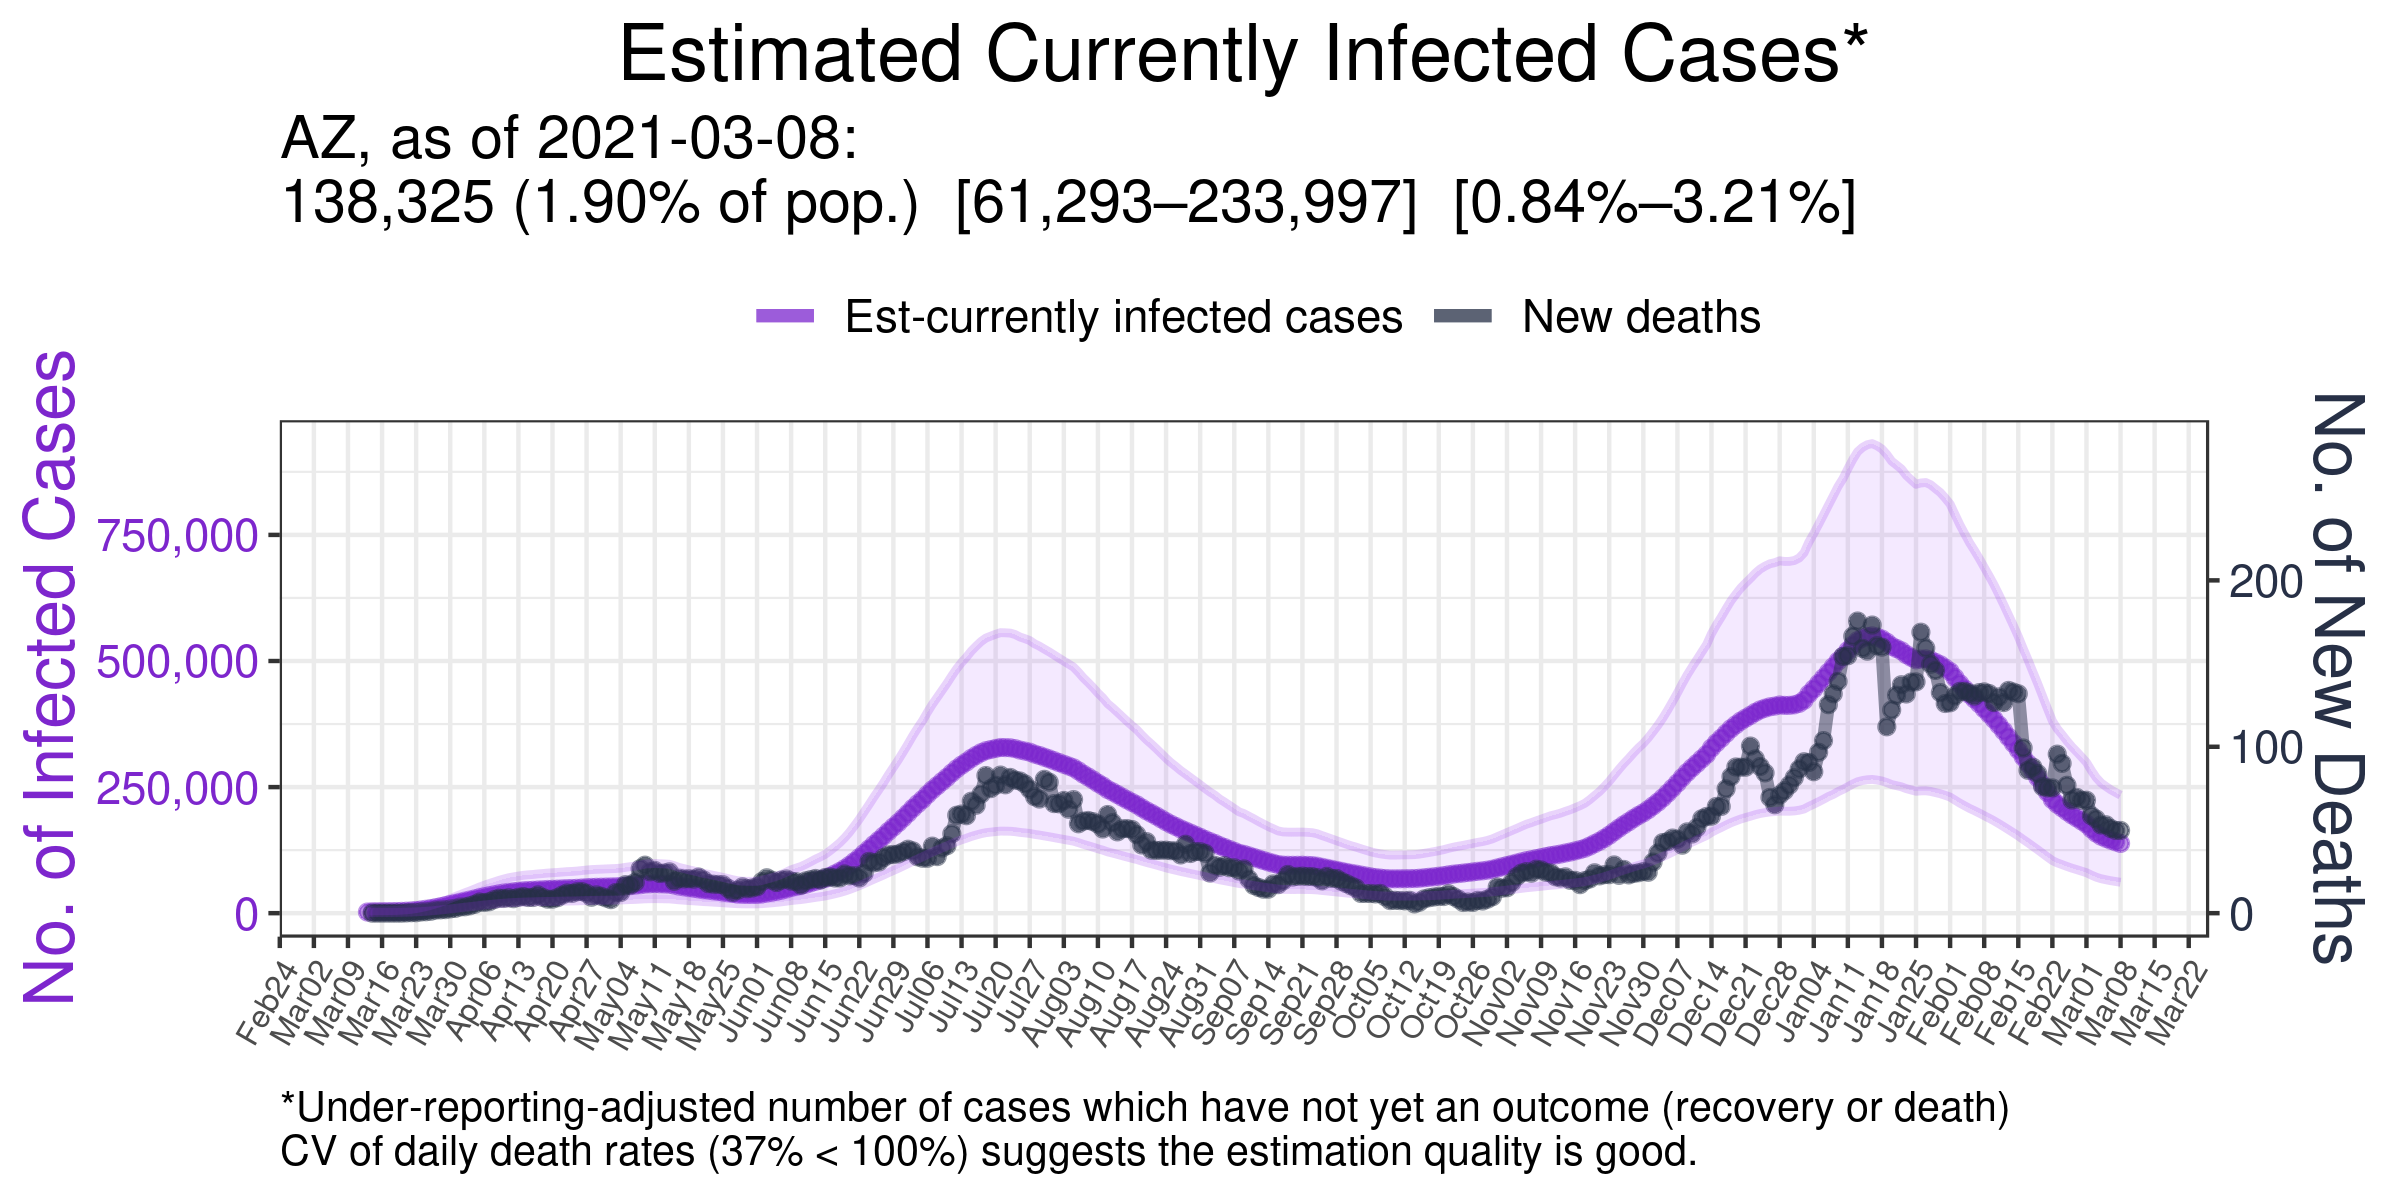 Estimated Currently Infected Cases*
AZ, as of 2021-03-08:
138,325 (1.90% of pop.)  [61,293–233,997]  [0.84%–3.21%]
Est-currently infected cases
New deaths
No. of Infected Cases
750,000
500,000
250,000
0
No. of New Deaths
200
100
0
Feb24
Mar02
Mar09
Mar16
Mar23
Mar30
Apr06
Apr13
Apr20
Apr27
May04
May11
May18
May25
Jun01
Jun08
Jun15
Jun22
Jun29
Jul06
Jul13
Jul20
Jul27
Aug03
Aug10
Aug17
Aug24
Aug31
Sep07
Sep14
Sep21
Sep28
Oct05
Oct12
Oct19
Oct26
Nov02
Nov09
Nov16
Nov23
Nov30
Dec07
Dec14
Dec21
Dec28
Jan04
Jan11
Jan18
Jan25
Feb01
Feb08
Feb15
Feb22
Mar01
Mar08
Mar15
Mar22
*Under-reporting-adjusted number of cases which have not yet an outcome (recovery or death)
CV of daily death rates (37% < 100%) suggests the estimation quality is good.